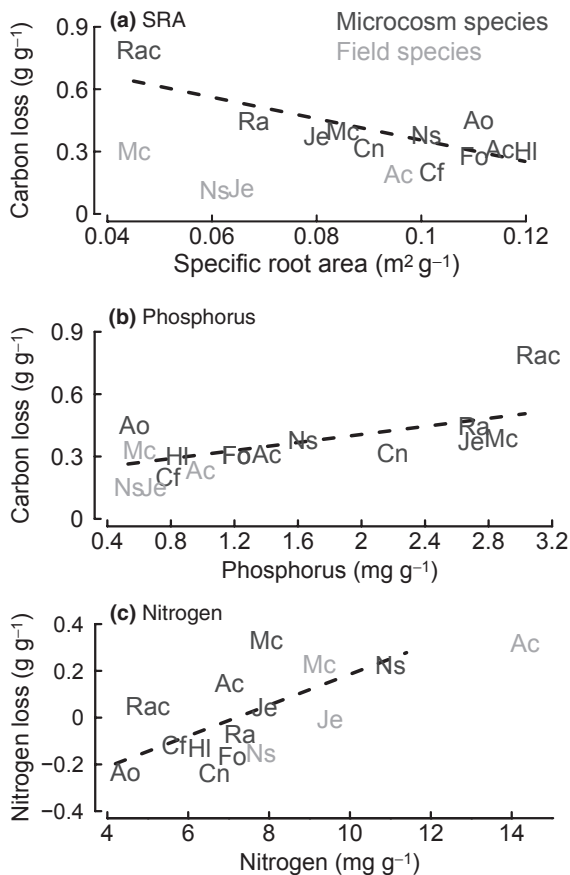 (a) SRA
Microcosm species
Field species
Carbon loss (g g⁻¹)
0.9
0.6
0.3
0
Rac
Mc
Ns
Je
Ra
Je
Mc
Cn
Ac
Ns
Cf
Ao
Fo
Ac
Hl
0.04 0.06 0.08 0.1 0.12
Specific root area (m² g⁻¹)
(b) Phosphorus
Carbon loss (g g⁻¹)
0.9
0.6
0.3
0
Rac
Ao
Mc
Ns
Je
Hl
Cf
Ac
Fo
Ac
Ns
Cn
Ra
Je
Mc
0.4 1.2 1.6 2 2.4 2.8 3.2
Phosphorus (mg g⁻¹)
(c) Nitrogen
Nitrogen loss (g g⁻¹)
0.4
0.2
0
−0.2
−0.4
Mc
Ac
Rac
Je
Ra
Cf
Hl
Fo
Ns
Ao
Cn
Mc
Je
Ns
Ac
4 6 8 10 12 14
Nitrogen (mg g⁻¹)